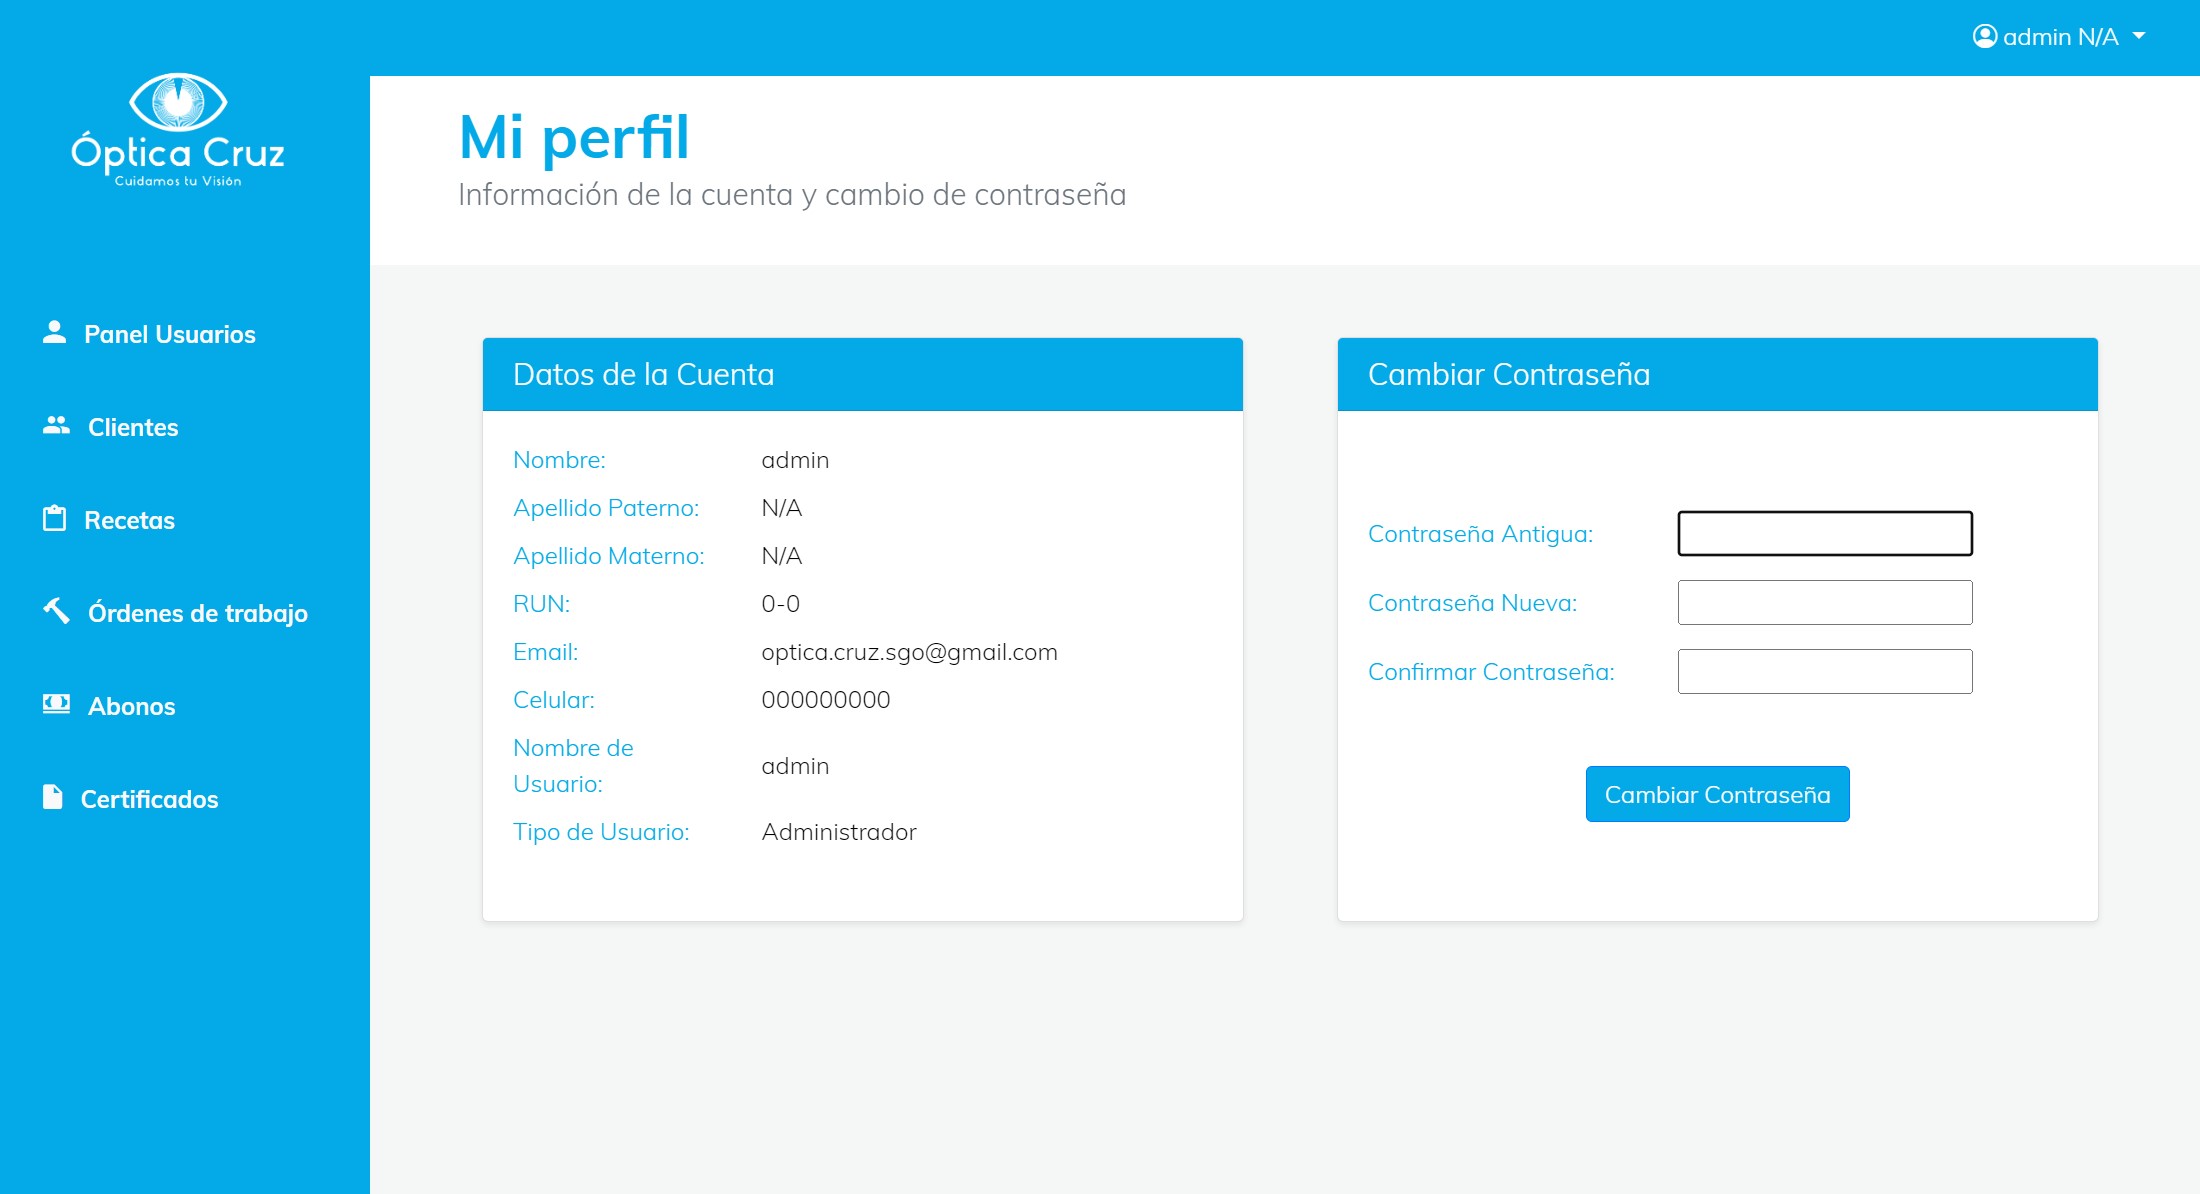 admin N/A
Óptica Cruz
Cuidamos tu Visión
Panel Usuarios
Clientes
Recetas
Órdenes de trabajo
Abonos
Certificados
Mi perfil
Información de la cuenta y cambio de contraseña
Datos de la Cuenta
Nombre: admin
Apellido Paterno: N/A
Apellido Materno: N/A
RUN: 0-0
Email: optica.cruz.sgo@gmail.com
Celular: 000000000
Nombre de
Usuario: admin
Tipo de Usuario: Administrador
Cambiar Contraseña
Contraseña Antigua:
Contraseña Nueva:
Confirmar Contraseña:
Cambiar Contraseña